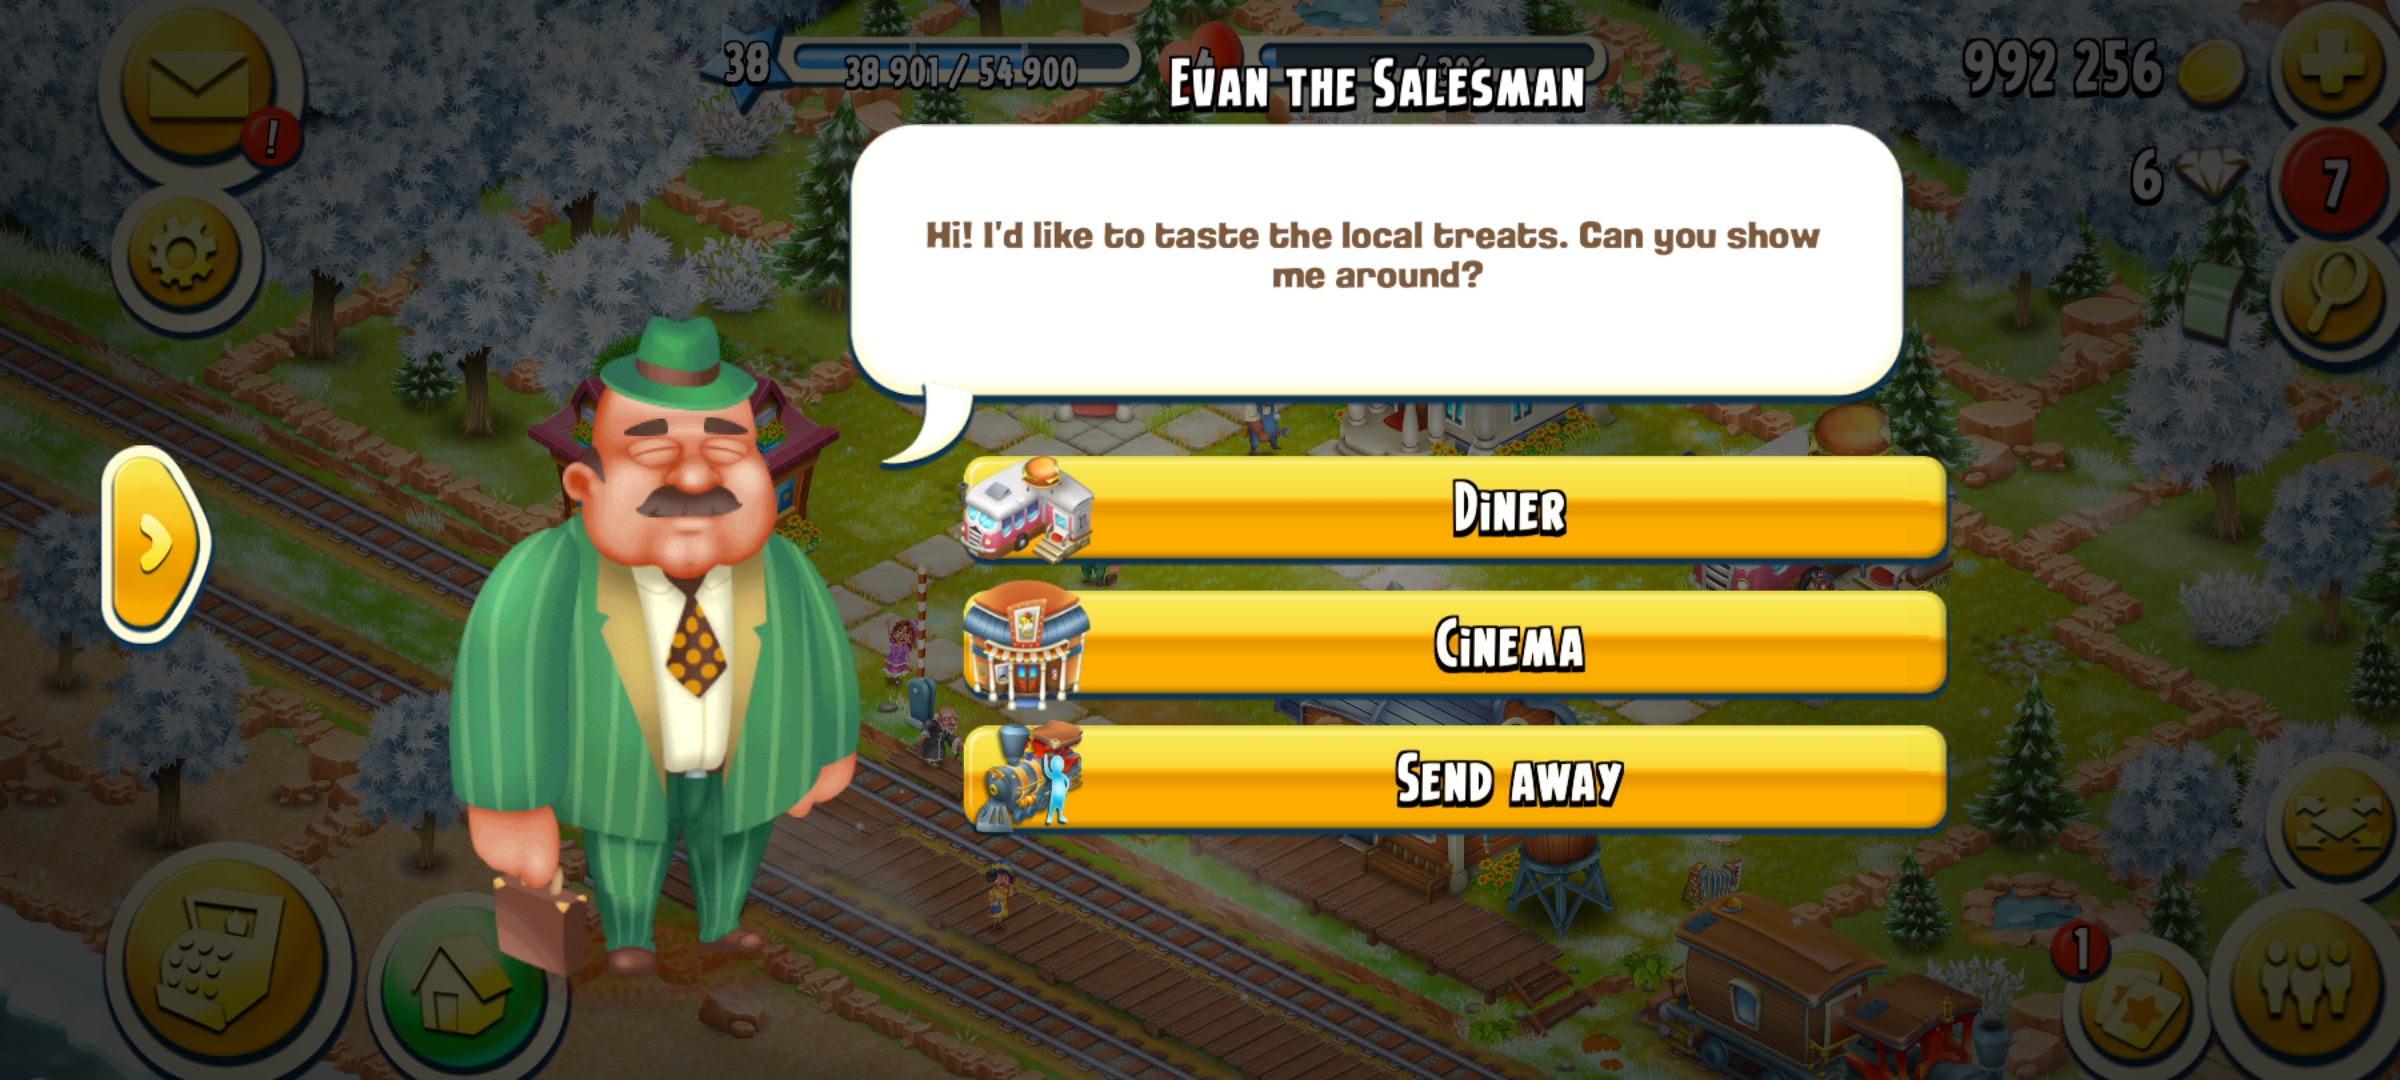 38
38 901 / 54 900
EVAN THE SALESMAN
992 256
!
6
7
Hi! I'd like to taste the local treats. Can you show
me around?
DINER
CINEMA
SEND AWAY
1